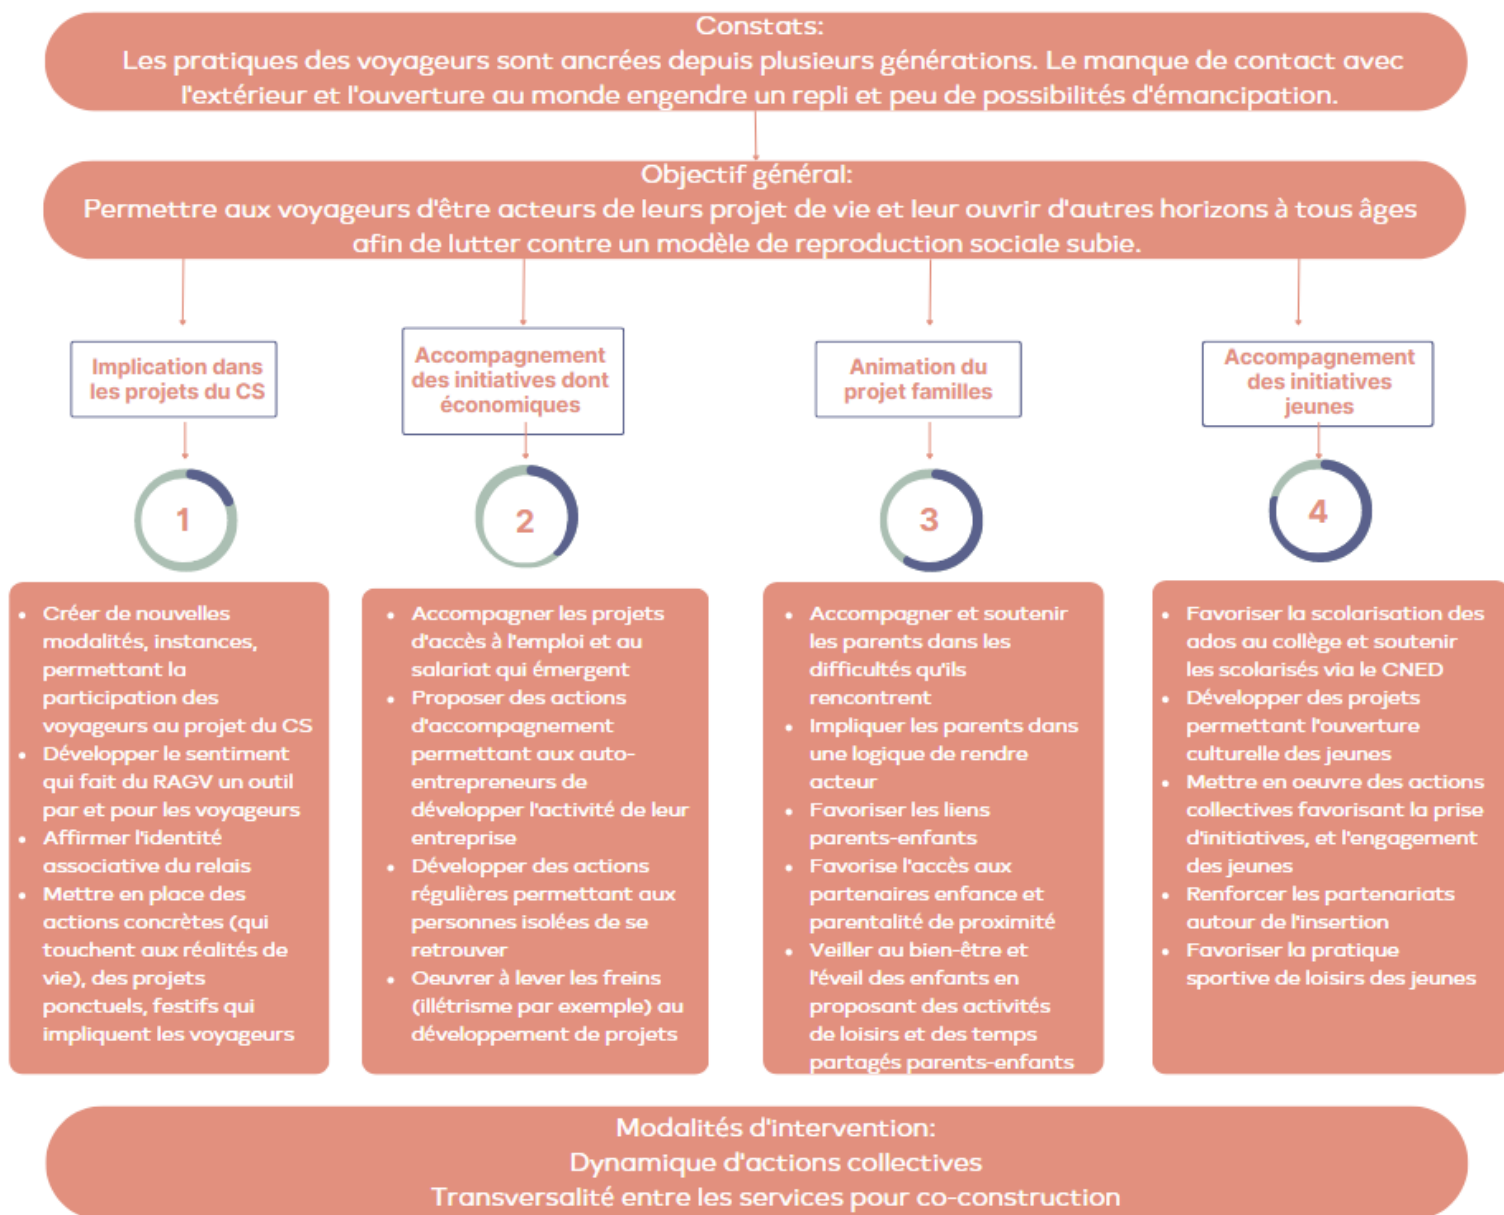 Constats:
Les pratiques des voyageurs sont ancrées depuis plusieurs générations. Le manque de contact avec
l'extérieur et l'ouverture au monde engendre un repli et peu de possibilités d'émancipation.
Objectif général:
Permettre aux voyageurs d'être acteurs de leurs projet de vie et leur ouvrir d'autres horizons à tous âges
afin de lutter contre un modèle de reproduction sociale subie.
Implication dans
les projets du CS
1
• Créer de nouvelles
modalités, instances,
permettant la
participation des
voyageurs au projet du CS
• Développer le sentiment
qui fait du RAGV un outil
par et pour les voyageurs
• Affirmer l'identité
associative du relais
• Mettre en place des
actions concrètes (qui
touchent aux réalités de
vie), des projets
ponctuels, festifs qui
impliquent les voyageurs
Accompagnement
des initiatives dont
économiques
2
• Accompagner les projets
d'accès à l'emploi et au
salariat qui émergent
• Proposer des actions
d'accompagnement
permettant aux auto-
entrepreneurs de
développer l'activité de leur
entreprise
• Développer des actions
régulières permettant aux
personnes isolées de se
retrouver
• Oeuvrer à lever les freins
(illétrisme par exemple) au
développement de projets
Animation du
projet familles
3
• Accompagner et soutenir
les parents dans les
difficultés qu'ils
rencontrent
• Impliquer les parents dans
une logique de rendre
acteur
• Favoriser les liens
parents-enfants
• Favorise l'accès aux
partenaires enfance et
parentalité de proximité
• Veiller au bien-être et
l'éveil des enfants en
proposant des activités
de loisirs et des temps
partagés parents-enfants
Accompagnement
des initiatives
jeunes
4
• Favoriser la scolarisation des
ados au collège et soutenir
les scolarisés via le CNED
• Développer des projets
permettant l'ouverture
culturelle des jeunes
• Mettre en oeuvre des actions
collectives favorisant la prise
d'initiatives, et l'engagement
des jeunes
• Renforcer les partenariats
autour de l'insertion
• Favoriser la pratique
sportive de loisirs des jeunes
Modalités d'intervention:
Dynamique d'actions collectives
Transversalité entre les services pour co-construction